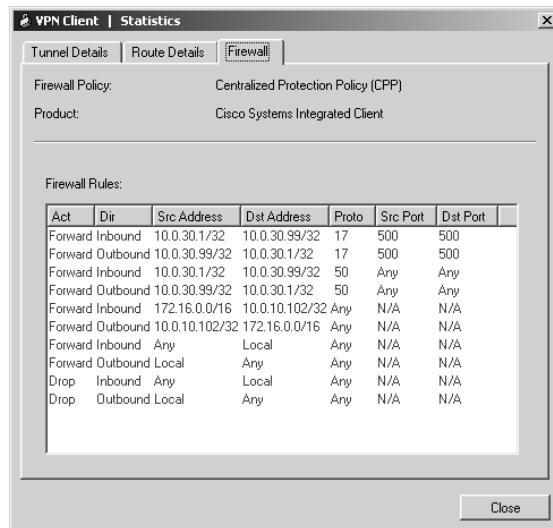 VPN Client | Statistics
Tunnel Details Route Details Firewall
Firewall Policy: Centralized Protection Policy (CPP)
Product: Cisco Systems Integrated Client
Firewall Rules:
Act Dir Src Address Dst Address Proto Src Port Dst Port
Forward Inbound 10.0.30.1/32 10.0.30.99/32 17 500 500
Forward Outbound 10.0.30.99/32 10.0.30.1/32 17 500 500
Forward Inbound 10.0.30.1/32 10.0.30.99/32 50 Any Any
Forward Outbound 10.0.30.99/32 10.0.30.1/32 50 Any Any
Forward Inbound 172.16.0.0/16 10.0.10.102/32 Any N/A N/A
Forward Outbound 10.0.10.102/32 172.16.0.0/16 Any N/A N/A
Forward Inbound Any Local Any N/A N/A
Forward Outbound Local Any Any N/A N/A
Drop Inbound Any Local Any N/A N/A
Drop Outbound Local Any Any N/A N/A
Close